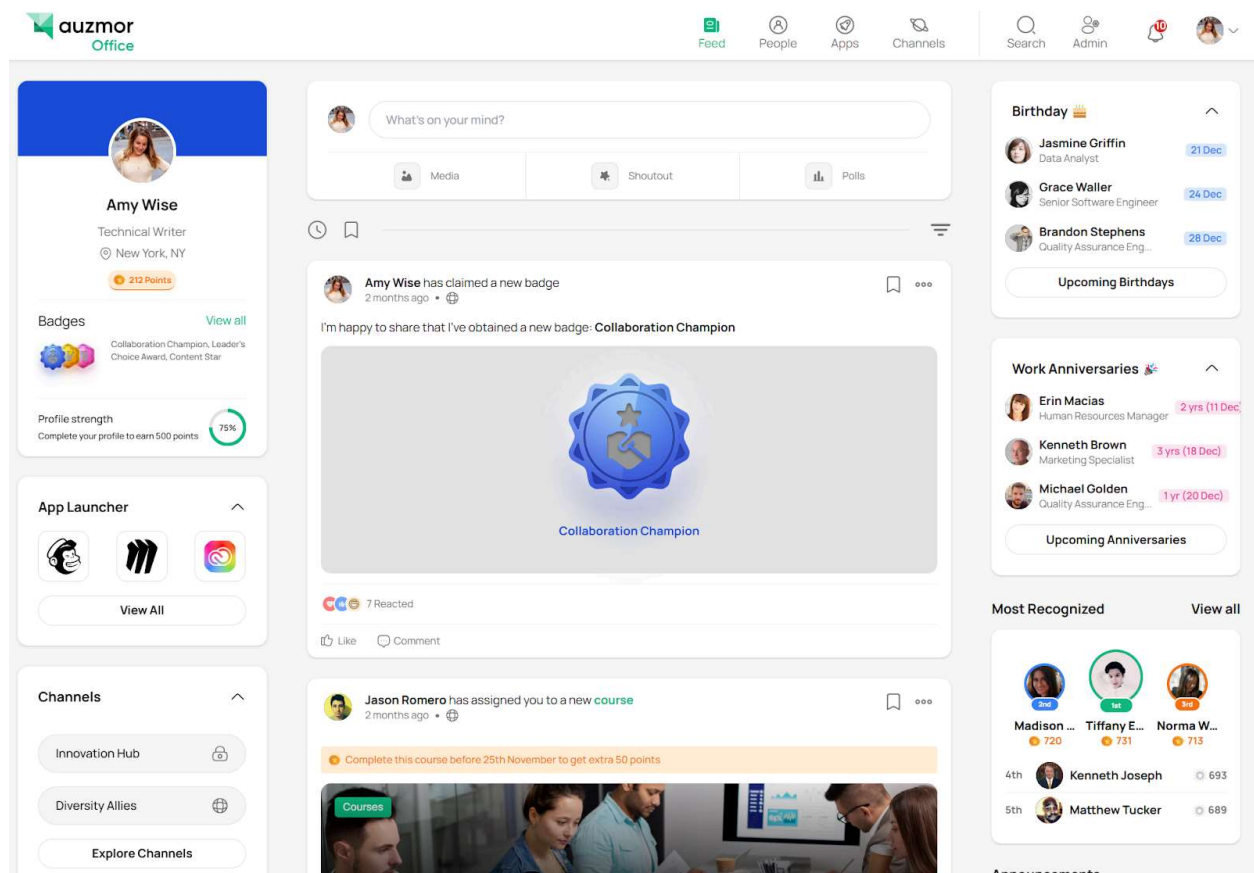 auzmor
Office
Feed
People
Apps
Channels
Search
Admin
10
Amy Wise
Technical Writer
New York, NY
212 Points
Badges
View all
Collaboration Champion, Leader's
Choice Award, Content Star
Profile strength
Complete your profile to earn 500 points
75%
App Launcher
View All
Channels
Innovation Hub
Diversity Allies
Explore Channels
What's on your mind?
Media
Shoutout
Polls
Amy Wise has claimed a new badge
2 months ago •
I'm happy to share that I've obtained a new badge: Collaboration Champion
Collaboration Champion
7 Reacted
Like
Comment
Jason Romero has assigned you to a new course
2 months ago •
Complete this course before 25th November to get extra 50 points
Courses
Birthday
Jasmine Griffin
Data Analyst
21 Dec
Grace Waller
Senior Software Engineer
24 Dec
Brandon Stephens
Quality Assurance Eng...
28 Dec
Upcoming Birthdays
Work Anniversaries
Erin Macias
Human Resources Manager
2 yrs (11 Dec
Kenneth Brown
Marketing Specialist
3 yrs (18 Dec)
Michael Golden
Quality Assurance Eng...
1 yr (20 Dec)
Upcoming Anniversaries
Most Recognized
View all
2nd
1st
3rd
Madison ...
Tiffany E...
Norma W...
720
731
713
4th
Kenneth Joseph
693
5th
Matthew Tucker
689